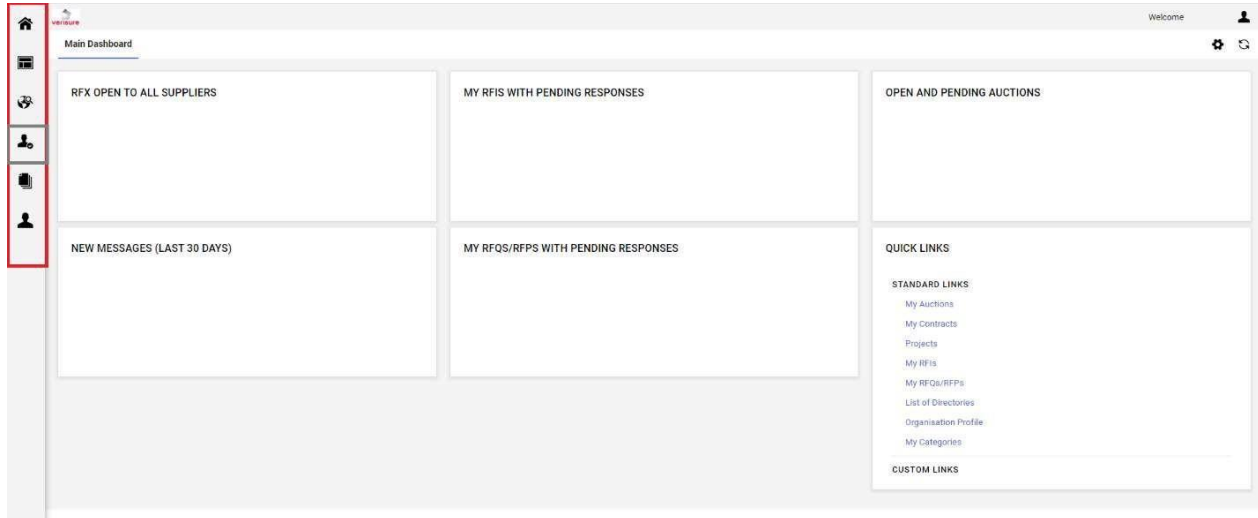 verisure
Welcome
Main Dashboard
RFX OPEN TO ALL SUPPLIERS
MY RFIS WITH PENDING RESPONSES
OPEN AND PENDING AUCTIONS
NEW MESSAGES (LAST 30 DAYS)
MY RFQS/RFPS WITH PENDING RESPONSES
QUICK LINKS
STANDARD LINKS
My Auctions
My Contracts
Projects
My RFIs
My RFQs/RFPs
List of Directories
Organisation Profile
My Categories
CUSTOM LINKS